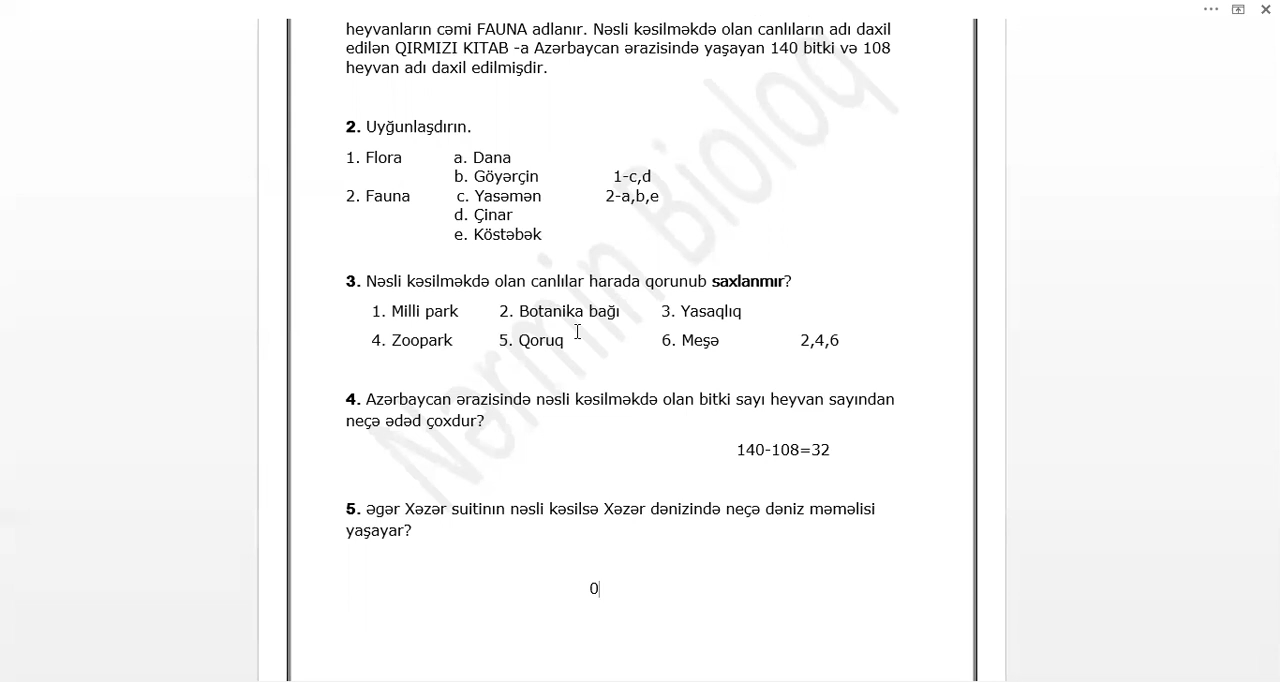 heyvanların cəmi FAUNA adlanır. Nəsli kəsilməkdə olan canlıların adı daxil
edilən QIRMIZI KITAB -a Azərbaycan ərazisində yaşayan 140 bitki və 108
heyvan adı daxil edilmişdir.
2. Uyğunlaşdırın.
1. Flora a. Dana
b. Göyərçin 1-c,d
2. Fauna c. Yasəmən 2-a,b,e
d. Çinar
e. Köstəbək
3. Nəsli kəsilməkdə olan canlılar harada qorunub saxlanmır?
1. Milli park 2. Botanika bağı 3. Yasaqlıq
4. Zoopark 5. Qoruq 6. Meşə 2,4,6
4. Azərbaycan ərazisində nəsli kəsilməkdə olan bitki sayı heyvan sayından
neçə ədəd çoxdur?
140-108=32
5. əgər Xəzər suitinın nəsli kəsilsə Xəzər dənizində neçə dəniz məməlisi
yaşayar?
0
Nərmin Bioloq